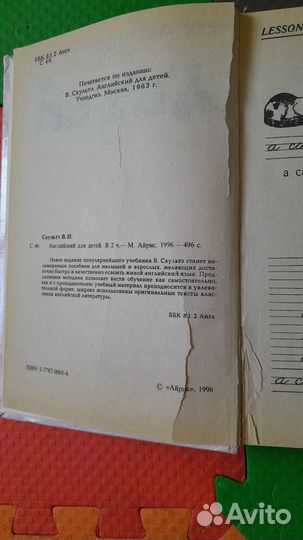 ББК 81.2 Англ
С 46
Печатается по изданию:
В. Скультэ. Английский для детей.
Учпедгиз. Москва, 1963 г.
Скультэ В. И.
С 46 Английский для детей. В 2 ч.— М. Айрис. 1996.— 496 с.
Новое издание популярнейшего учебника В. Скультэ станет не-
заменимым пособием для малышей и взрослых, желающих доста-
точно быстро и качественно освоить живой английский язык. Пред-
лагаемая методика позволяет вести обучение как самостоятельно,
так и с преподавателем; учебный материал преподносится в увлека-
тельной форме, широко использованы оригинальные тексты класси-
ков английской литературы.
ББК 81.2 Англ
ISBN 5-7787-0001-6
© «Айрис», 1996
LESSON
a ca
a ca
a c
Avito